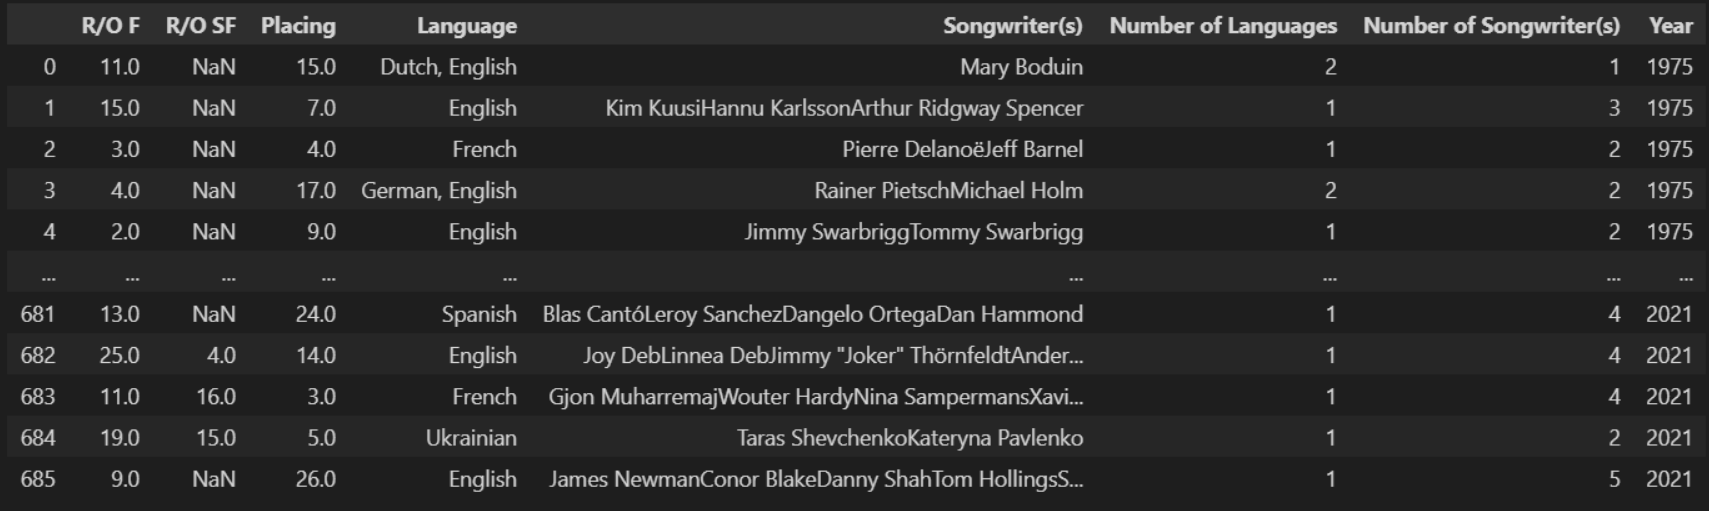 R/O F R/O SF Placing Language Songwriter(s) Number of Languages Number of Songwriter(s) Year
0 11.0 NaN 15.0 Dutch, English Mary Boduin 2 1 1975
1 15.0 NaN 7.0 English Kim KuusiHannu KarlssonArthur Ridgway Spencer 1 3 1975
2 3.0 NaN 4.0 French Pierre DelanoëJeff Barnel 1 2 1975
3 4.0 NaN 17.0 German, English Rainer PietschMichael Holm 2 2 1975
4 2.0 NaN 9.0 English Jimmy SwarbriggTommy Swarbrigg 1 2 1975
... ... ... ... ... ... ... ... ...
681 13.0 NaN 24.0 Spanish Blas CantóLeroy SanchezDangelo OrtegaDan Hammond 1 4 2021
682 25.0 4.0 14.0 English Joy DebLinnea DebJimmy "Joker" ThörnfeldtAnder... 1 4 2021
683 11.0 16.0 3.0 French Gjon MuharremajWouter HardyNina SampermansXavi... 1 4 2021
684 19.0 15.0 5.0 Ukrainian Taras ShevchenkoKateryna Pavlenko 1 2 2021
685 9.0 NaN 26.0 English James NewmanConor BlakeDanny ShahTom HollingsS... 1 5 2021